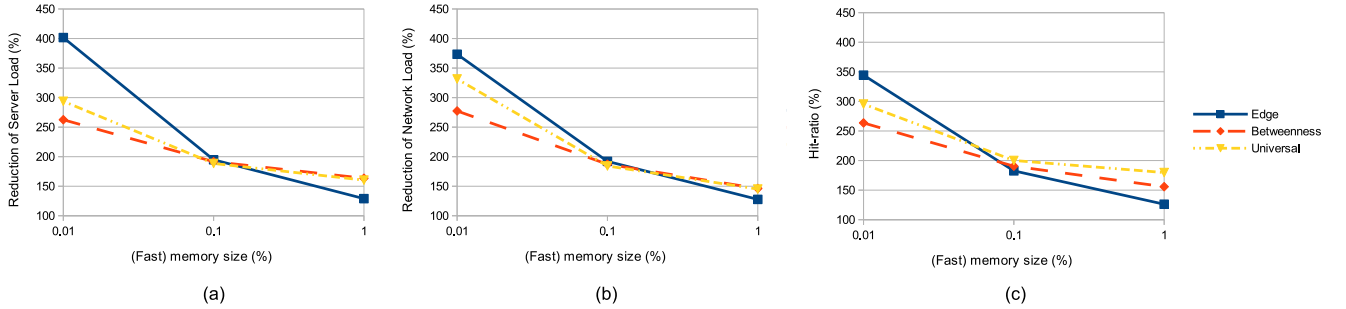 Reduction of Server Load (%)
450
400
350
300
250
200
150
100
0.01
0.1
1
(Fast) memory size (%)
(a)
Reduction of Network Load (%)
450
400
350
300
250
200
150
100
0.01
0.1
1
(Fast) memory size (%)
(b)
Hit-ratio (%)
450
400
350
300
250
200
150
100
0.01
0.1
1
(Fast) memory size (%)
(c)
Edge
Betweenness
Universal